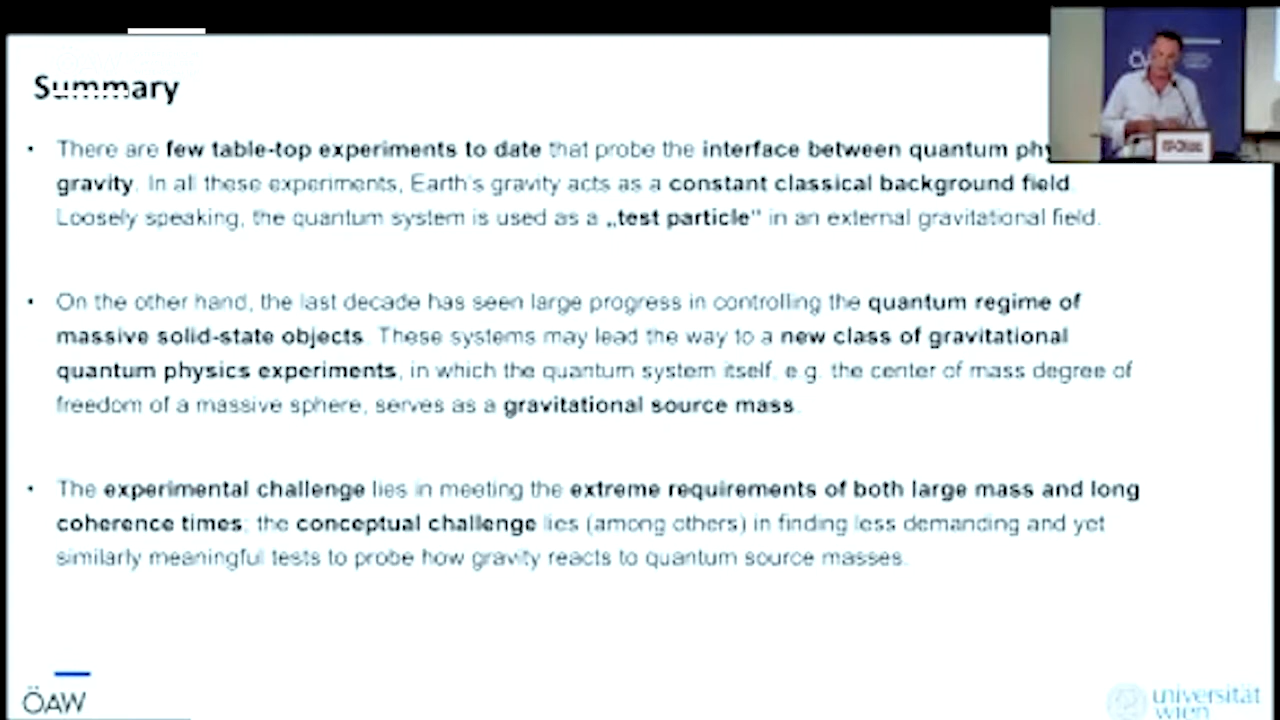 Summary
• There are few table-top experiments to date that probe the interface between quantum
gravity. In all these experiments, Earth's gravity acts as a constant classical background field.
Loosely speaking, the quantum system is used as a „test particle" in an external gravitational field.
• On the other hand, the last decade has seen large progress in controlling the quantum regime of
massive solid-state objects. These systems may lead the way to a new class of gravitational
quantum physics experiments, in which the quantum system itself, e.g. the center of mass degree of
freedom of a massive sphere, serves as a gravitational source mass.
• The experimental challenge lies in meeting the extreme requirements of both large mass and long
coherence times; the conceptual challenge lies (among others) in finding less demanding and yet
similarly meaningful tests to probe how gravity reacts to quantum source masses.
ÖAW
universität
wien